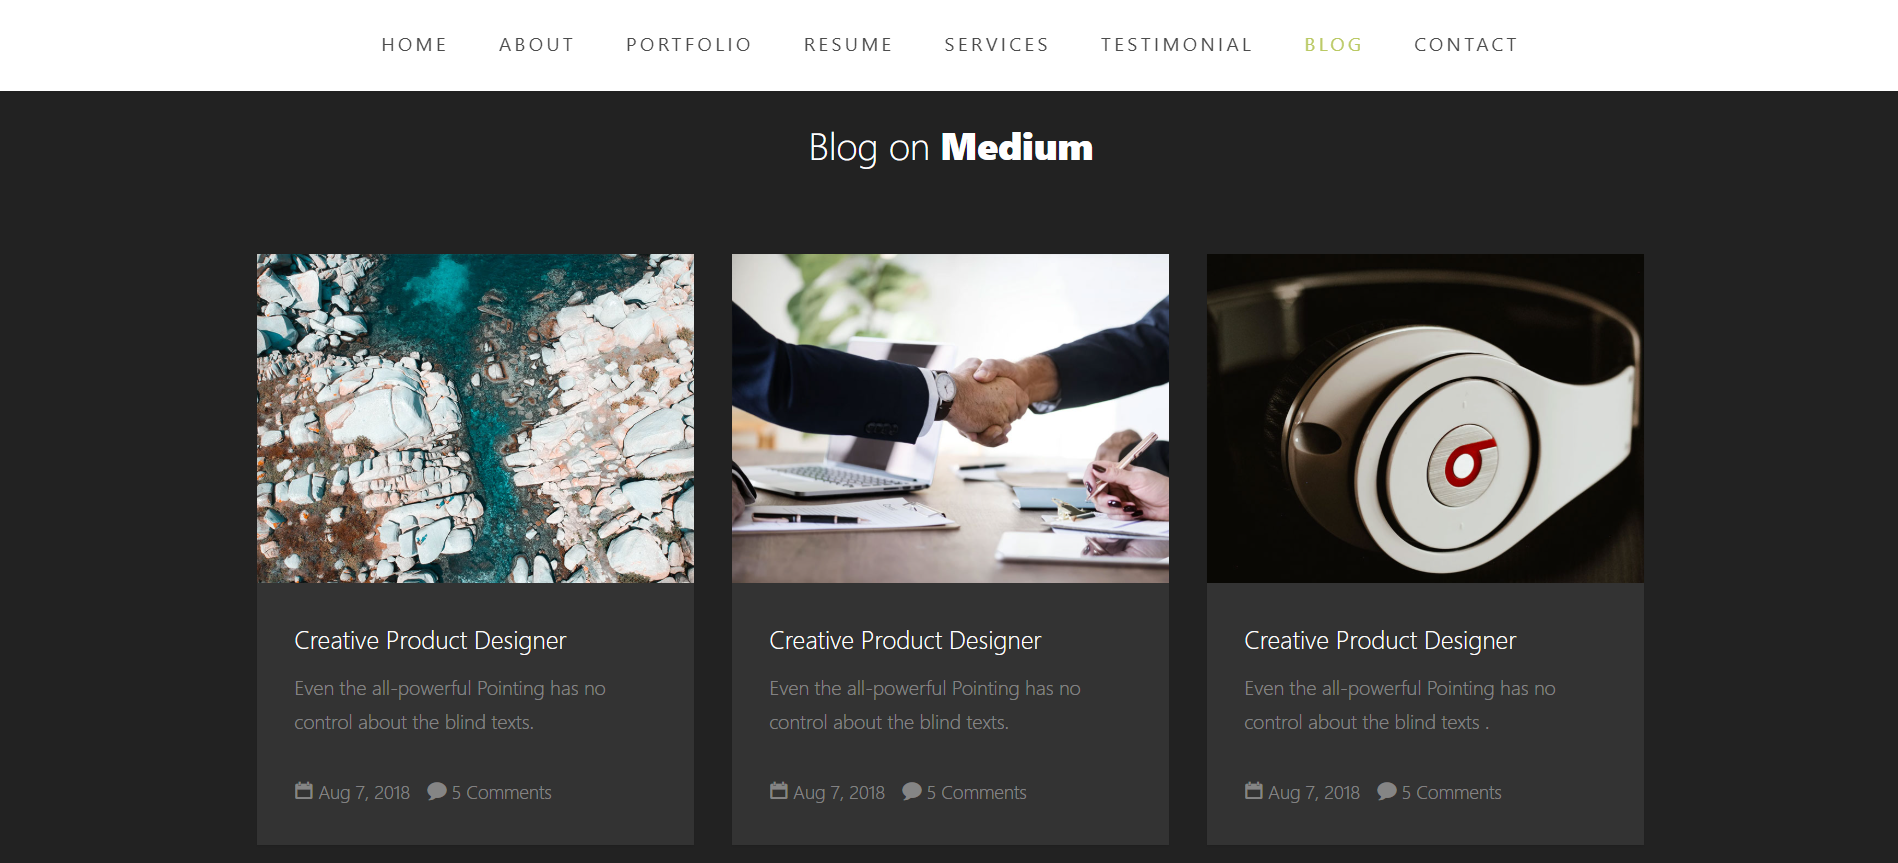 HOME ABOUT PORTFOLIO RESUME SERVICES TESTIMONIAL BLOG CONTACT
Blog on Medium
Creative Product Designer
Even the all-powerful Pointing has no
control about the blind texts.
Aug 7, 2018 5 Comments
Creative Product Designer
Even the all-powerful Pointing has no
control about the blind texts.
Aug 7, 2018 5 Comments
Creative Product Designer
Even the all-powerful Pointing has no
control about the blind texts .
Aug 7, 2018 5 Comments